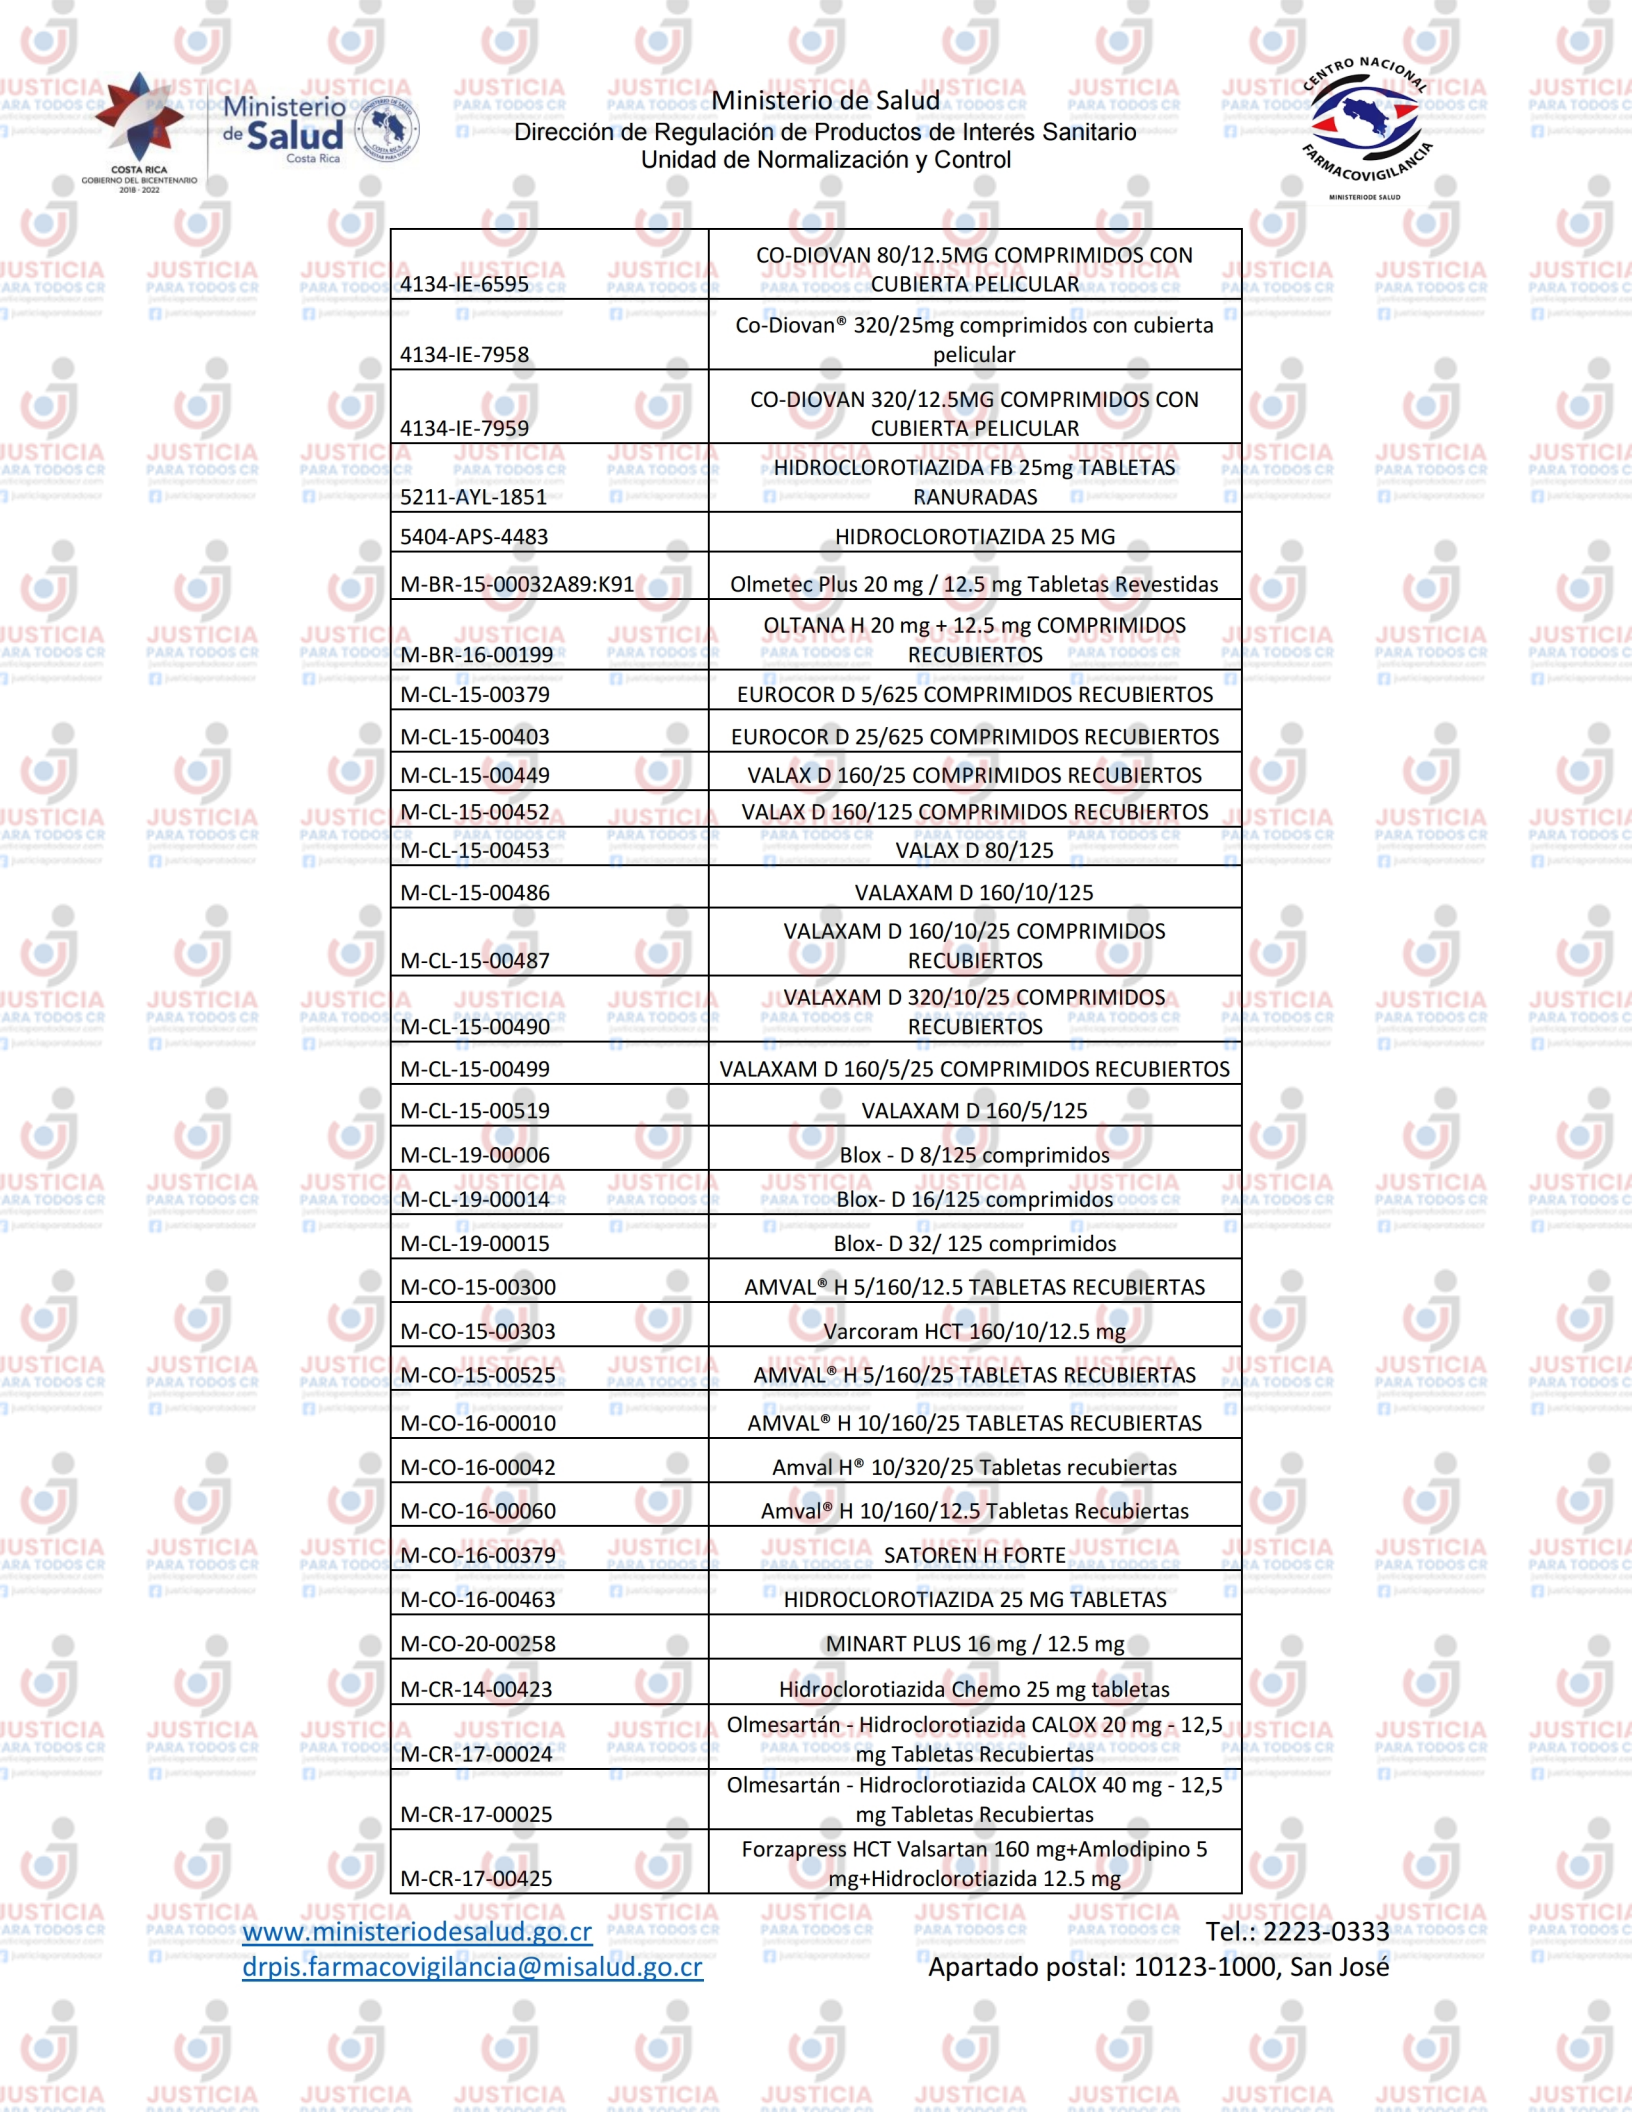 COSTA RICA
GOBIERNO DEL BICENTENARIO
2018 - 2022
Ministerio
de Salud
Costa Rica
Ministerio de Salud
Dirección de Regulación de Productos de Interés Sanitario
Unidad de Normalización y Control
CENTRO NACIONAL
FARMACOVIGILANCIA
MINISTERIODE SALUD
CO-DIOVAN 80/12.5MG COMPRIMIDOS CON
4134-IE-6595 CUBIERTA PELICULAR
Co-Diovan® 320/25mg comprimidos con cubierta
4134-IE-7958 pelicular
CO-DIOVAN 320/12.5MG COMPRIMIDOS CON
4134-IE-7959 CUBIERTA PELICULAR
HIDROCLOROTIAZIDA FB 25mg TABLETAS
5211-AYL-1851 RANURADAS
5404-APS-4483 HIDROCLOROTIAZIDA 25 MG
M-BR-15-00032A89:K91 Olmetec Plus 20 mg / 12.5 mg Tabletas Revestidas
OLTANA H 20 mg + 12.5 mg COMPRIMIDOS
M-BR-16-00199 RECUBIERTOS
M-CL-15-00379 EUROCOR D 5/625 COMPRIMIDOS RECUBIERTOS
M-CL-15-00403 EUROCOR D 25/625 COMPRIMIDOS RECUBIERTOS
M-CL-15-00449 VALAX D 160/25 COMPRIMIDOS RECUBIERTOS
M-CL-15-00452 VALAX D 160/125 COMPRIMIDOS RECUBIERTOS
M-CL-15-00453 VALAX D 80/125
M-CL-15-00486 VALAXAM D 160/10/125
VALAXAM D 160/10/25 COMPRIMIDOS
M-CL-15-00487 RECUBIERTOS
VALAXAM D 320/10/25 COMPRIMIDOS
M-CL-15-00490 RECUBIERTOS
M-CL-15-00499 VALAXAM D 160/5/25 COMPRIMIDOS RECUBIERTOS
M-CL-15-00519 VALAXAM D 160/5/125
M-CL-19-00006 Blox - D 8/125 comprimidos
M-CL-19-00014 Blox- D 16/125 comprimidos
M-CL-19-00015 Blox- D 32/ 125 comprimidos
M-CO-15-00300 AMVAL® H 5/160/12.5 TABLETAS RECUBIERTAS
M-CO-15-00303 Varcoram HCT 160/10/12.5 mg
M-CO-15-00525 AMVAL® H 5/160/25 TABLETAS RECUBIERTAS
M-CO-16-00010 AMVAL® H 10/160/25 TABLETAS RECUBIERTAS
M-CO-16-00042 Amval H® 10/320/25 Tabletas recubiertas
M-CO-16-00060 Amval® H 10/160/12.5 Tabletas Recubiertas
M-CO-16-00379 SATOREN H FORTE
M-CO-16-00463 HIDROCLOROTIAZIDA 25 MG TABLETAS
M-CO-20-00258 MINART PLUS 16 mg / 12.5 mg
M-CR-14-00423 Hidroclorotiazida Chemo 25 mg tabletas
Olmesartán - Hidroclorotiazida CALOX 20 mg - 12,5
M-CR-17-00024 mg Tabletas Recubiertas
Olmesartán - Hidroclorotiazida CALOX 40 mg - 12,5
M-CR-17-00025 mg Tabletas Recubiertas
Forzapress HCT Valsartan 160 mg+Amlodipino 5
M-CR-17-00425 mg+Hidroclorotiazida 12.5 mg
www.ministeriodesalud.go.cr Tel.: 2223-0333
drpis.farmacovigilancia@misalud.go.cr Apartado postal: 10123-1000, San José
JUSTICIA
PARA TODOS CR
justiciaparatodoscr